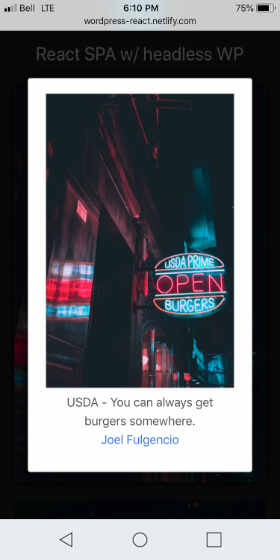 Bell LTE 6:10 PM 75%
wordpress-react.netlify.com
React SPA w/ headless WP
USDA PRIME
OPEN
BURGERS
USDA - You can always get
burgers somewhere.
Joel Fulgencio